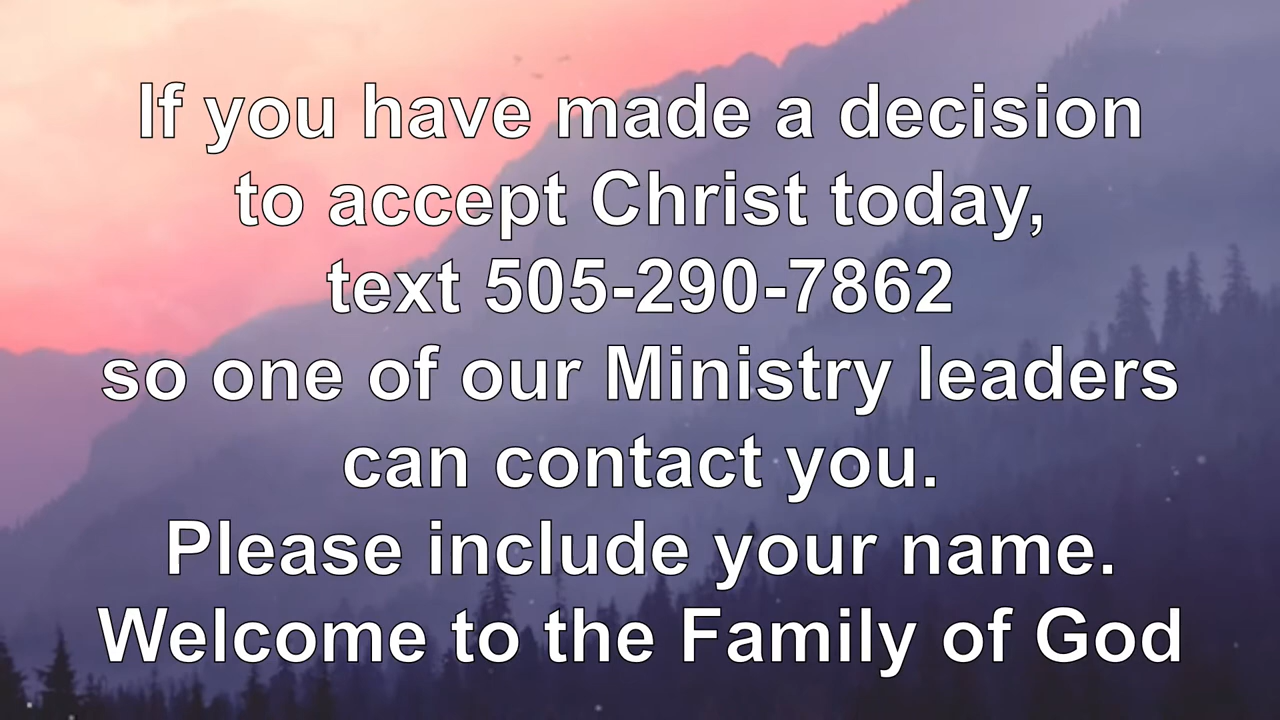 If you have made a decision
to accept Christ today,
text 505-290-7862
so one of our Ministry leaders
can contact you.
Please include your name.
Welcome to the Family of God